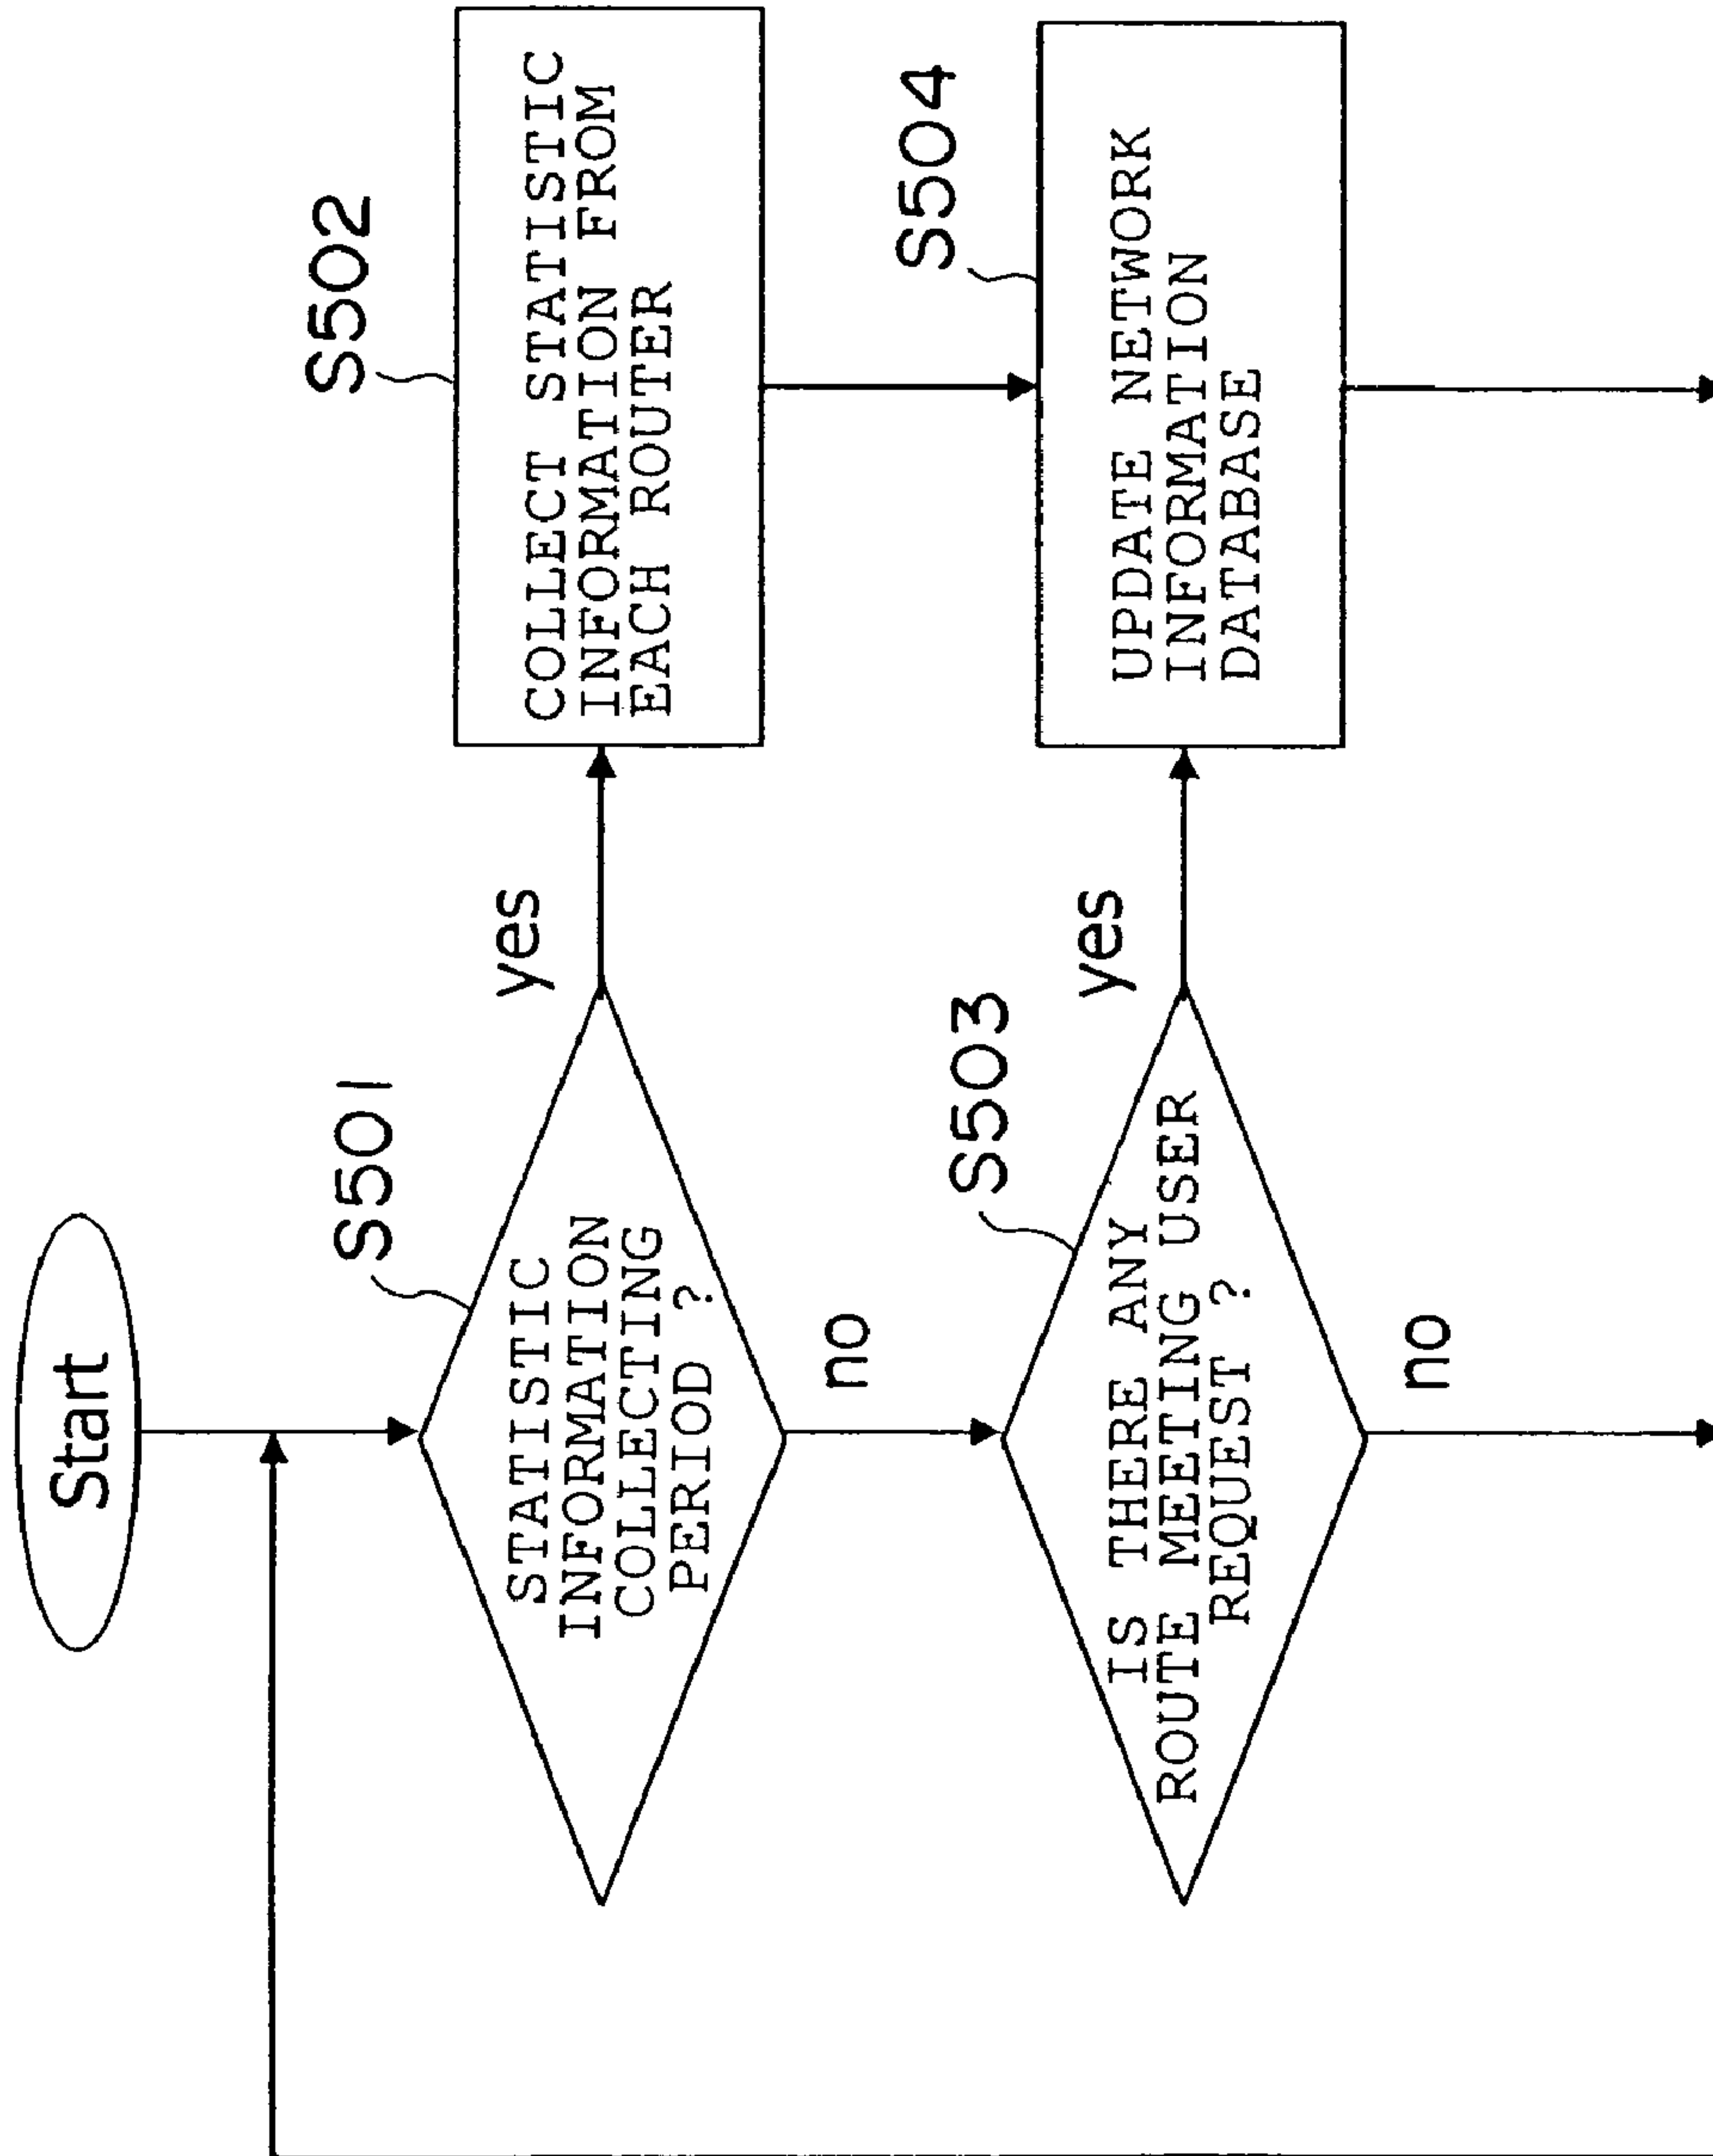 Start
S501
STATISTIC
INFORMATION
COLLECTING
PERIOD ?
yes
no
S502
COLLECT STATISTIC
INFORMATION FROM
EACH ROUTER
S503
IS THERE ANY
ROUTE MEETING USER
REQUEST ?
yes
no
S504
UPDATE NETWORK
INFORMATION
DATABASE